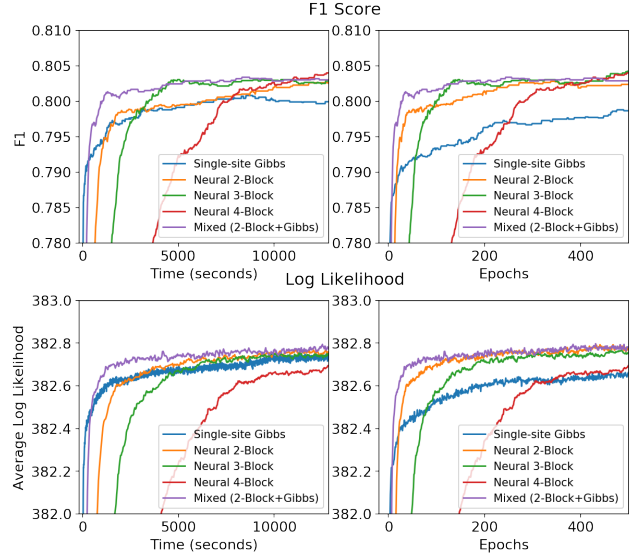 F1 Score
F1
0.810
0.805
0.800
0.795
0.790
0.785
0.780
Single-site Gibbs
Neural 2-Block
Neural 3-Block
Neural 4-Block
Mixed (2-Block+Gibbs)
0 5000 10000
Time (seconds)
0.810
0.805
0.800
0.795
0.790
0.785
0.780
Single-site Gibbs
Neural 2-Block
Neural 3-Block
Neural 4-Block
Mixed (2-Block+Gibbs)
0 200 400
Epochs
Log Likelihood
Average Log Likelihood
383.0
382.8
382.6
382.4
382.2
382.0
Single-site Gibbs
Neural 2-Block
Neural 3-Block
Neural 4-Block
Mixed (2-Block+Gibbs)
0 5000 10000
Time (seconds)
383.0
382.8
382.6
382.4
382.2
382.0
Single-site Gibbs
Neural 2-Block
Neural 3-Block
Neural 4-Block
Mixed (2-Block+Gibbs)
0 200 400
Epochs